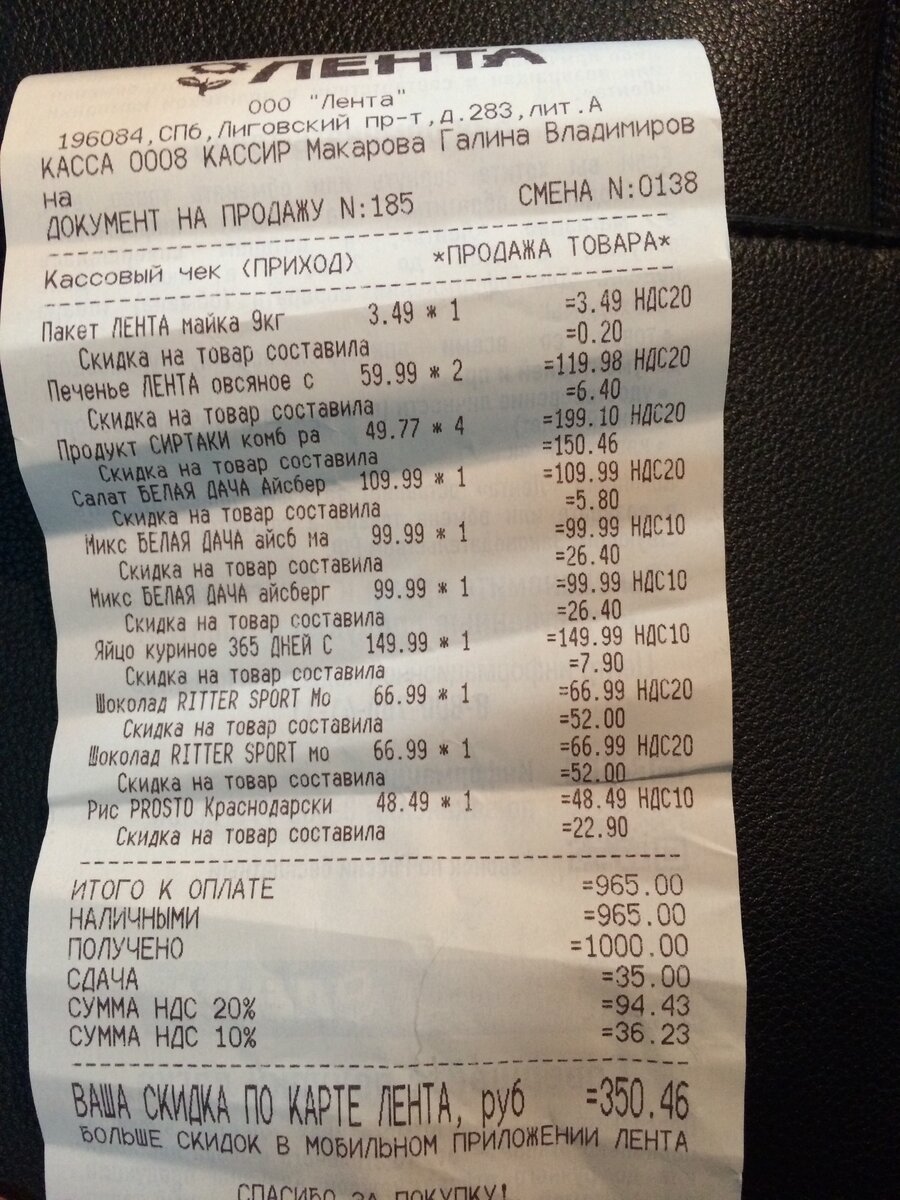 ЛЕНТА
ООО "Лента"
196084,СПб,Лиговский пр-т,д.283,лит.А
КАССА 0008 КАССИР Макарова Галина Владимиров
на
ДОКУМЕНТ НА ПРОДАЖУ N:185 СМЕНА N:0138
Кассовый чек (ПРИХОД) *ПРОДАЖА ТОВАРА*
Пакет ЛЕНТА майка 9кг 3.49 * 1 =3.49 НДС20
Скидка на товар составила =0.20
Печенье ЛЕНТА овсяное с 59.99 * 2 =119.98 НДС20
Скидка на товар составила =6.40
Продукт СИРТАКИ комб ра 49.77 * 4 =199.10 НДС20
Скидка на товар составила =150.46
Салат БЕЛАЯ ДАЧА Айсбер 109.99 * 1 =109.99 НДС20
Скидка на товар составила =5.80
Микс БЕЛАЯ ДАЧА айсб ма 99.99 * 1 =99.99 НДС10
Скидка на товар составила =26.40
Микс БЕЛАЯ ДАЧА айсберг 99.99 * 1 =99.99 НДС10
Скидка на товар составила =26.40
Яйцо куриное 365 ДНЕЙ С 149.99 * 1 =149.99 НДС10
Скидка на товар составила =7.90
Шоколад RITTER SPORT Мо 66.99 * 1 =66.99 НДС20
Скидка на товар составила =52.00
Шоколад RITTER SPORT мо 66.99 * 1 =66.99 НДС20
Скидка на товар составила =52.00
Рис PROSTO Краснодарски 48.49 * 1 =48.49 НДС10
Скидка на товар составила =22.90
ИТОГО К ОПЛАТЕ =965.00
НАЛИЧНЫМИ =965.00
ПОЛУЧЕНО =1000.00
СДАЧА =35.00
СУММА НДС 20% =94.43
СУММА НДС 10% =36.23
ВАША СКИДКА ПО КАРТЕ ЛЕНТА, руб =350.46
БОЛЬШЕ СКИДОК В МОБИЛЬНОМ ПРИЛОЖЕНИИ ЛЕНТА
СПАСИБО ЗА ПОКУПКУ!